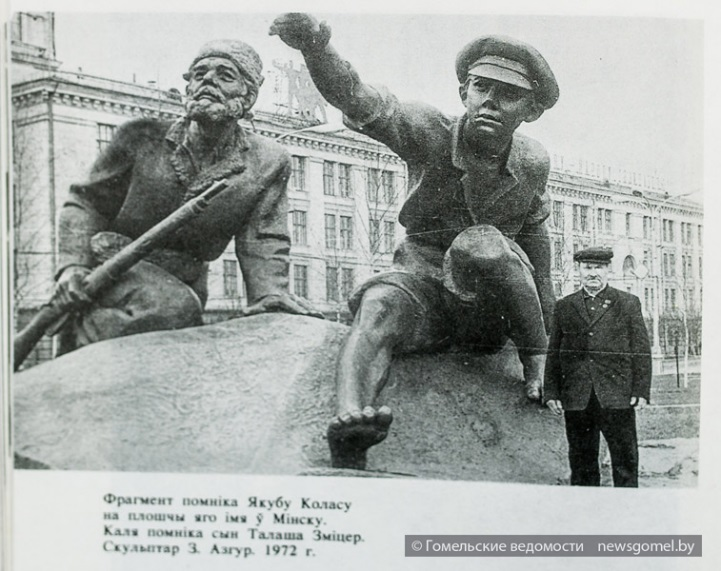 Фрагмент помніка Якубу Коласу
на плошчы яго імя ў Мінску.
Каля помніка сын Талаша Зміцер.
Скульптар З. Азгур. 1972 г.
© Гомельские ведомости newsgomel.by